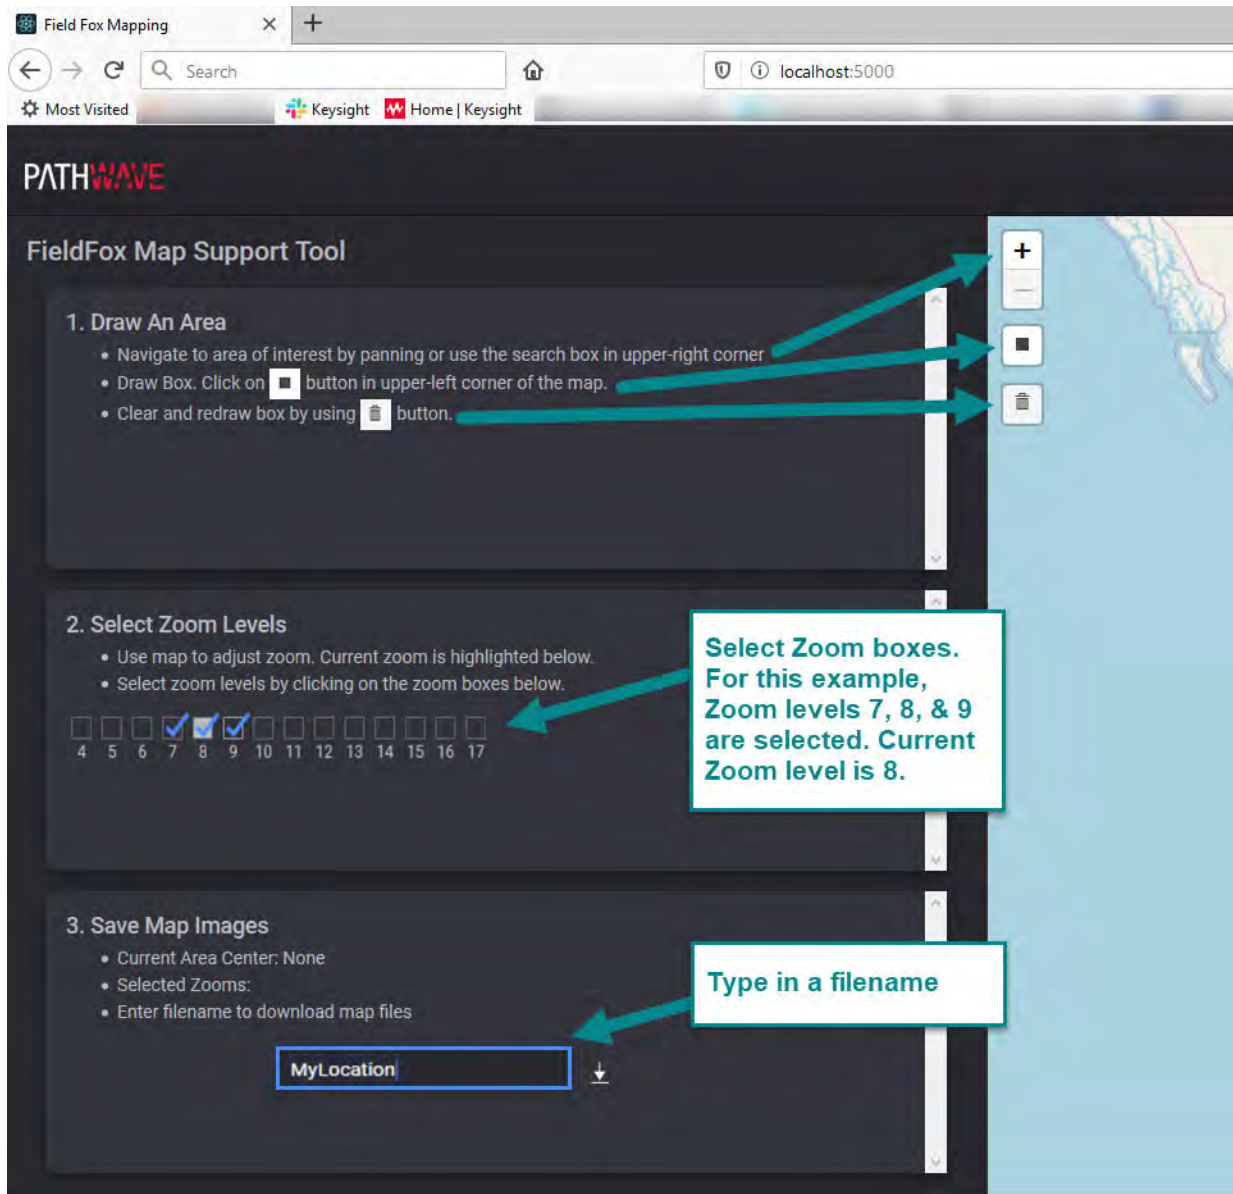 Field Fox Mapping
Search
localhost:5000
Most Visited
Keysight
Home | Keysight
PATHWAVE
FieldFox Map Support Tool
1. Draw An Area
• Navigate to area of interest by panning or use the search box in upper-right corner
• Draw Box. Click on button in upper-left corner of the map.
• Clear and redraw box by using button.
2. Select Zoom Levels
• Use map to adjust zoom. Current zoom is highlighted below.
• Select zoom levels by clicking on the zoom boxes below.
4 5 6 7 8 9 10 11 12 13 14 15 16 17
Select Zoom boxes.
For this example,
Zoom levels 7, 8, & 9
are selected. Current
Zoom level is 8.
3. Save Map Images
• Current Area Center: None
• Selected Zooms:
• Enter filename to download map files
Type in a filename
MyLocation